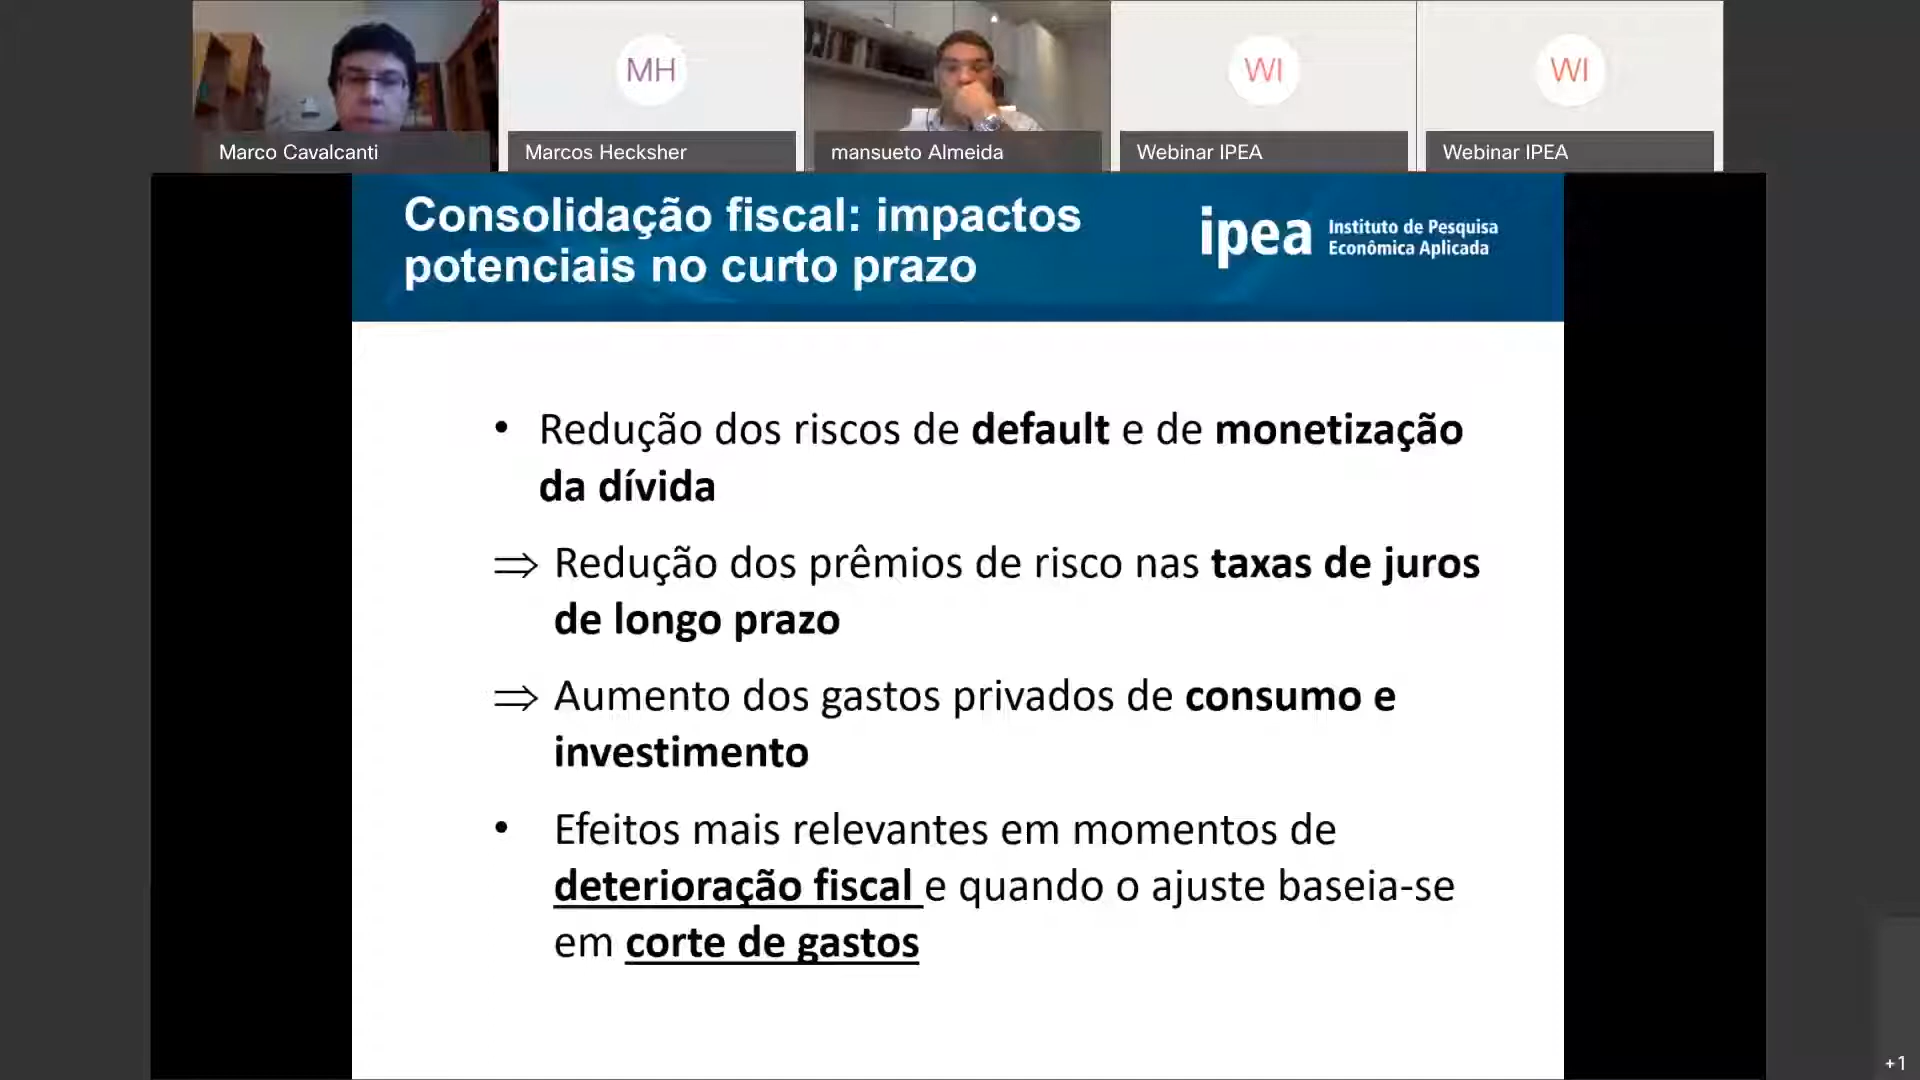 MH
WI
WI
Marco Cavalcanti
Marcos Hecksher
mansueto Almeida
Webinar IPEA
Webinar IPEA
Consolidação fiscal: impactos
potenciais no curto prazo
ipea
Instituto de Pesquisa
Econômica Aplicada
• Redução dos riscos de default e de monetização
da dívida
⇒ Redução dos prêmios de risco nas taxas de juros
de longo prazo
⇒ Aumento dos gastos privados de consumo e
investimento
• Efeitos mais relevantes em momentos de
deterioração fiscal e quando o ajuste baseia-se
em corte de gastos
+1